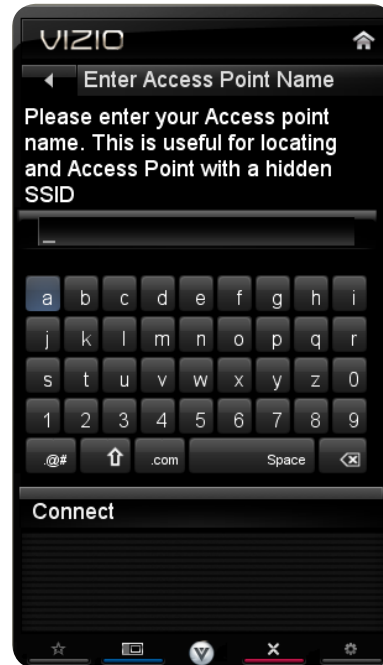 VIZIO
Enter Access Point Name
Please enter your Access point
name. This is useful for locating
and Access Point with a hidden
SSID
_
a b c d e f g h i
j k l m n o p q r
s t u v w x y z 0
1 2 3 4 5 6 7 8 9
.@# .com Space
Connect
V